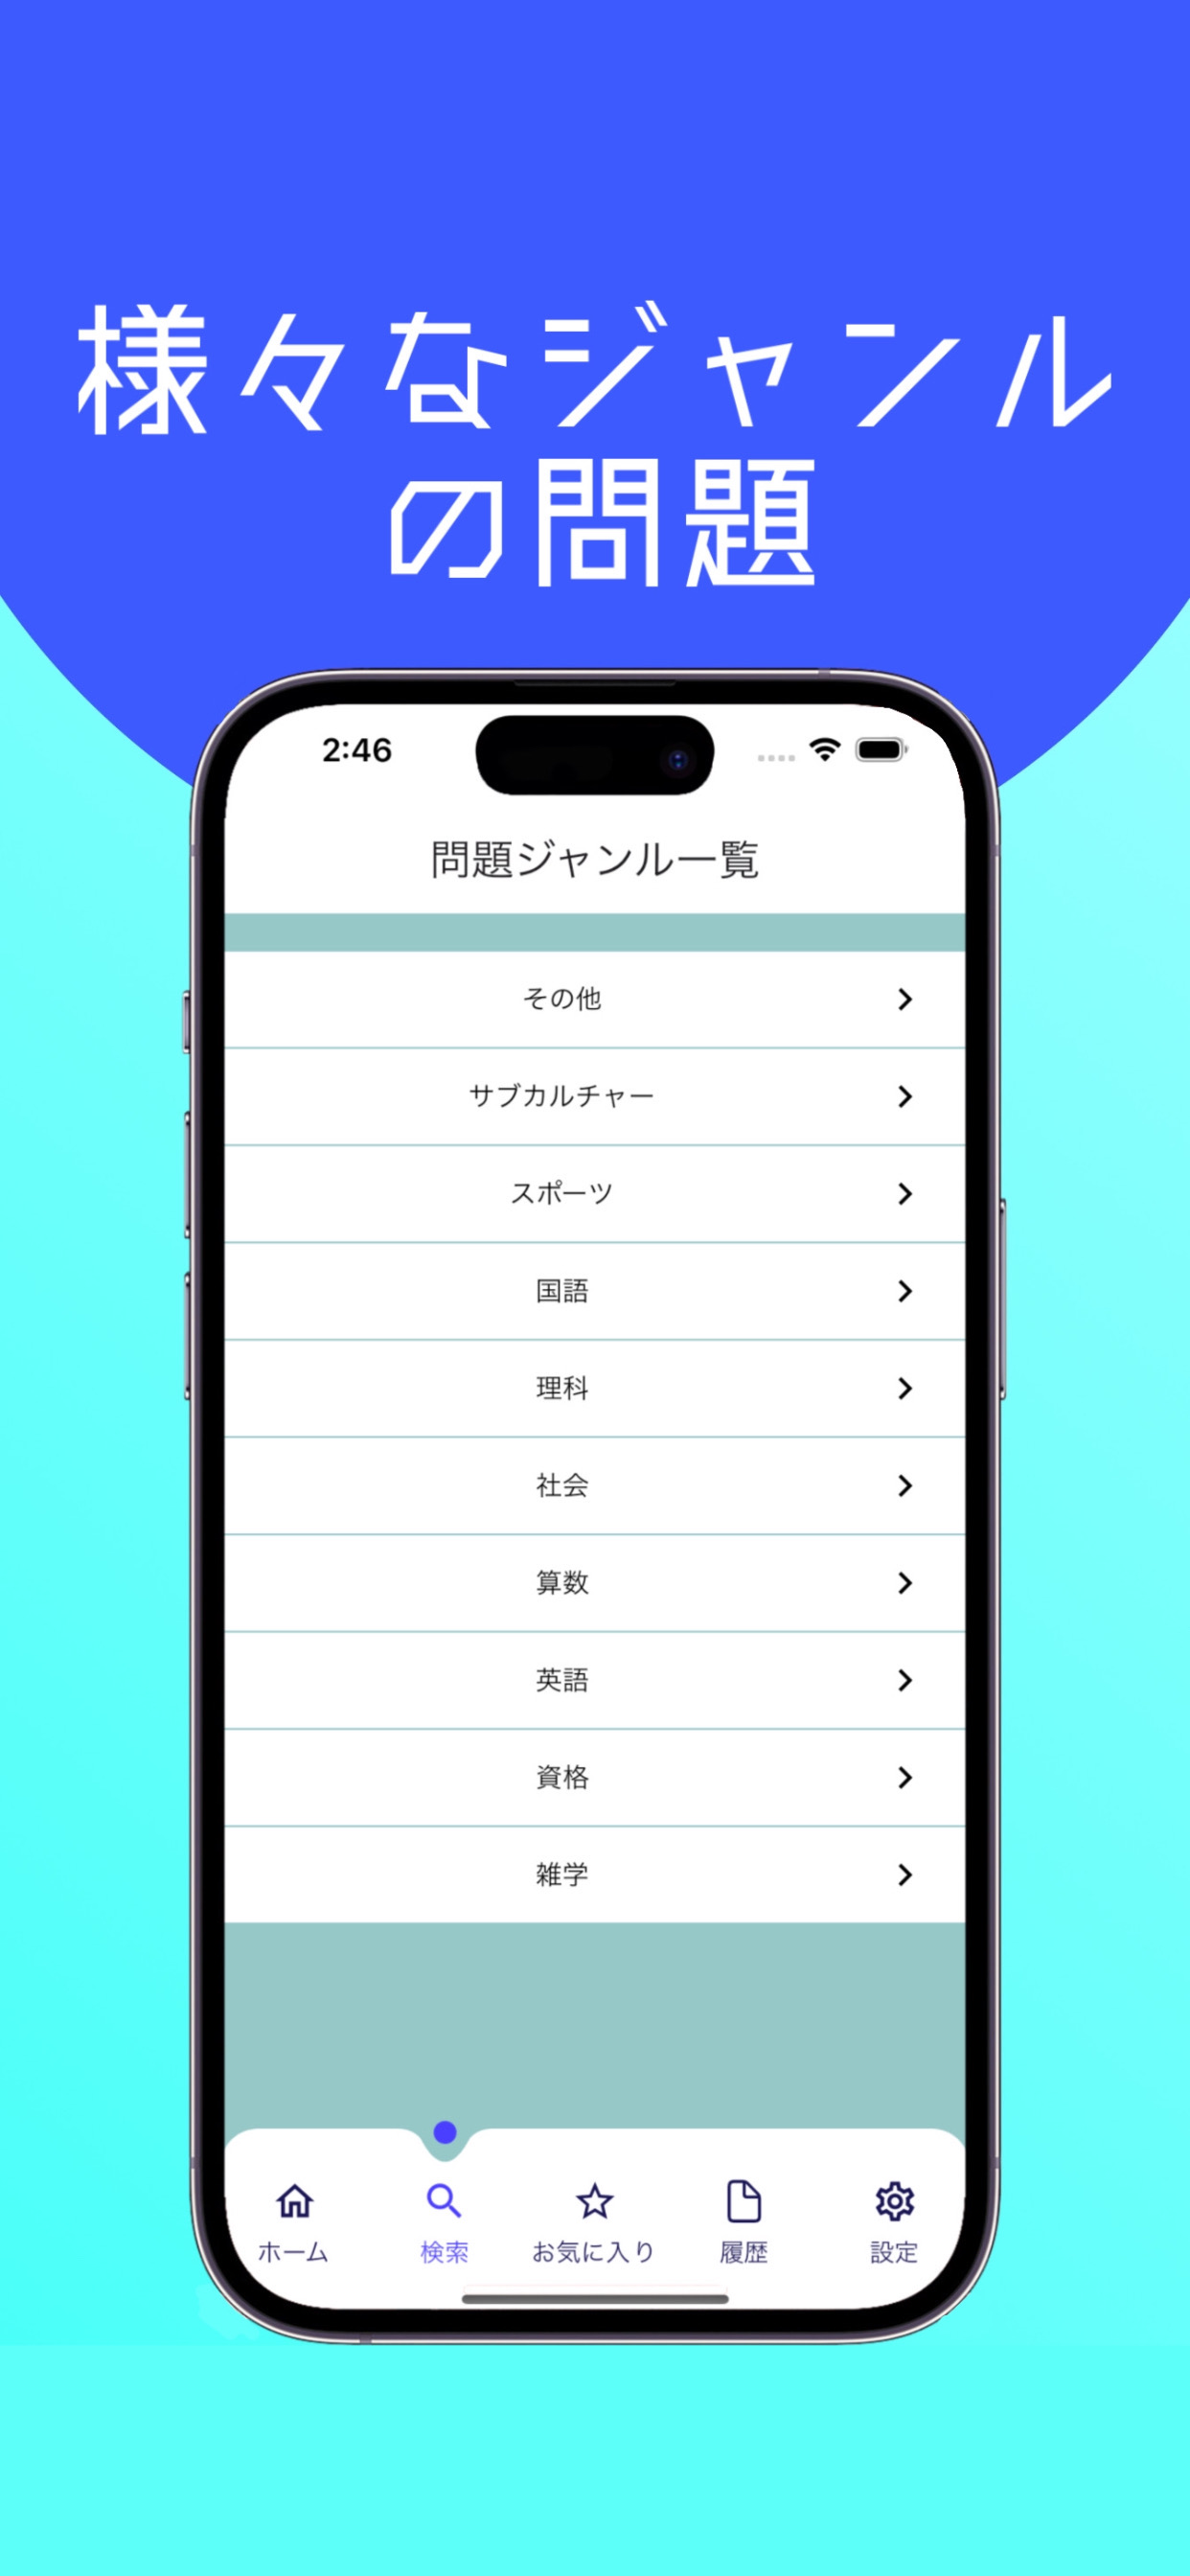 様々なジャンル
の問題
2:46
問題ジャンル一覧
その他
サブカルチャー
スポーツ
国語
理科
社会
算数
英語
資格
雑学
ホーム 検索 お気に入り 履歴 設定